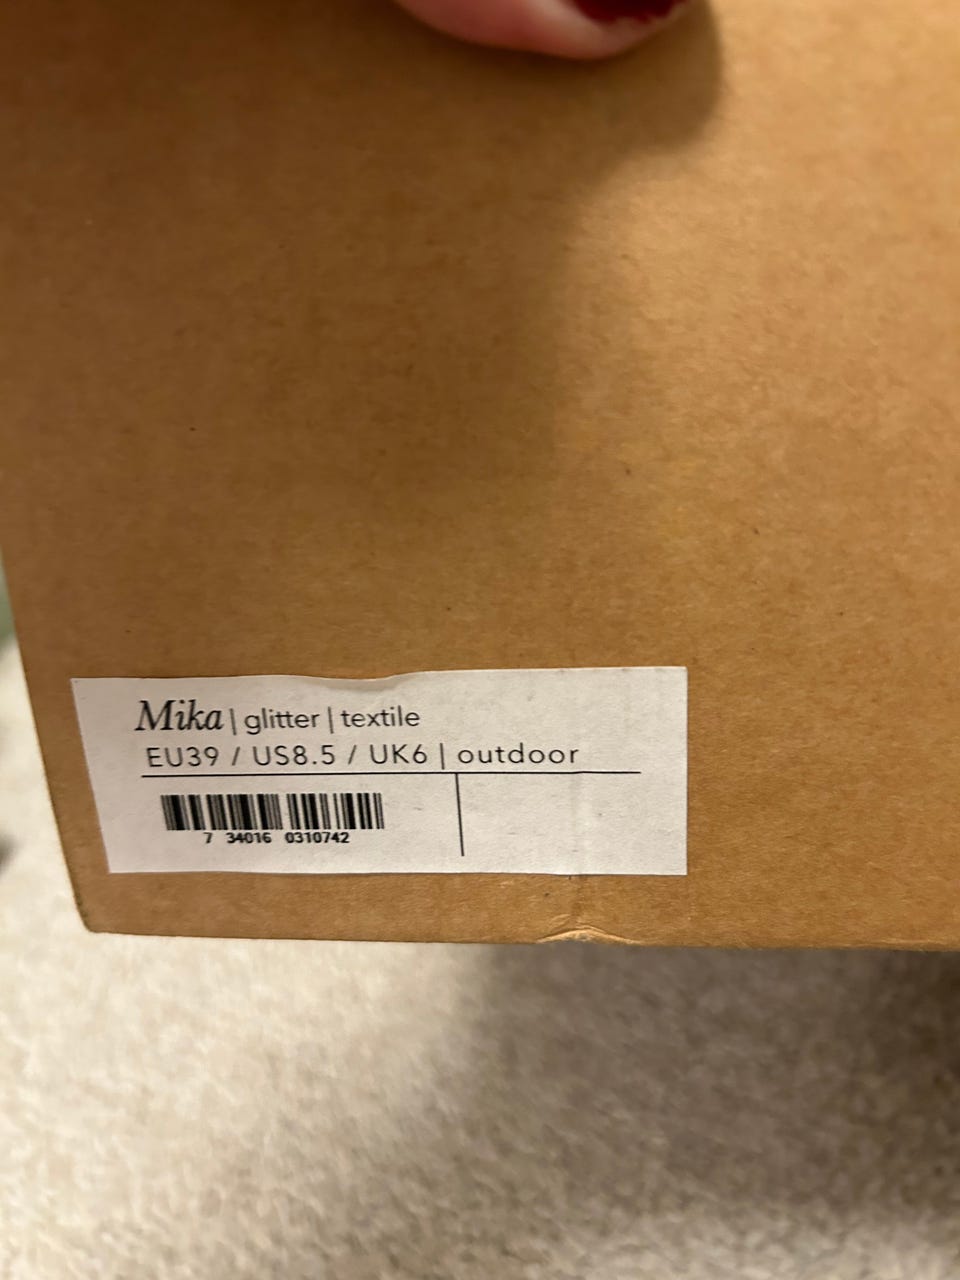 Mika | glitter | textile
EU39 / US8.5 / UK6 | outdoor
7 34016 0310742